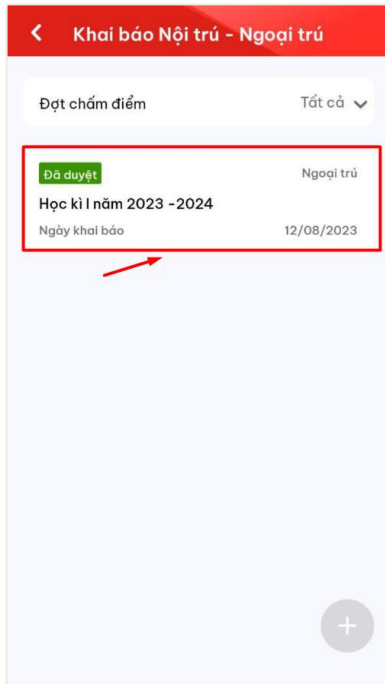 Khai báo Nội trú - Ngoại trú
Đợt chấm điểm Tất cả
Đã duyệt Ngoại trú
Học kì I năm 2023 -2024
Ngày khai báo 12/08/2023